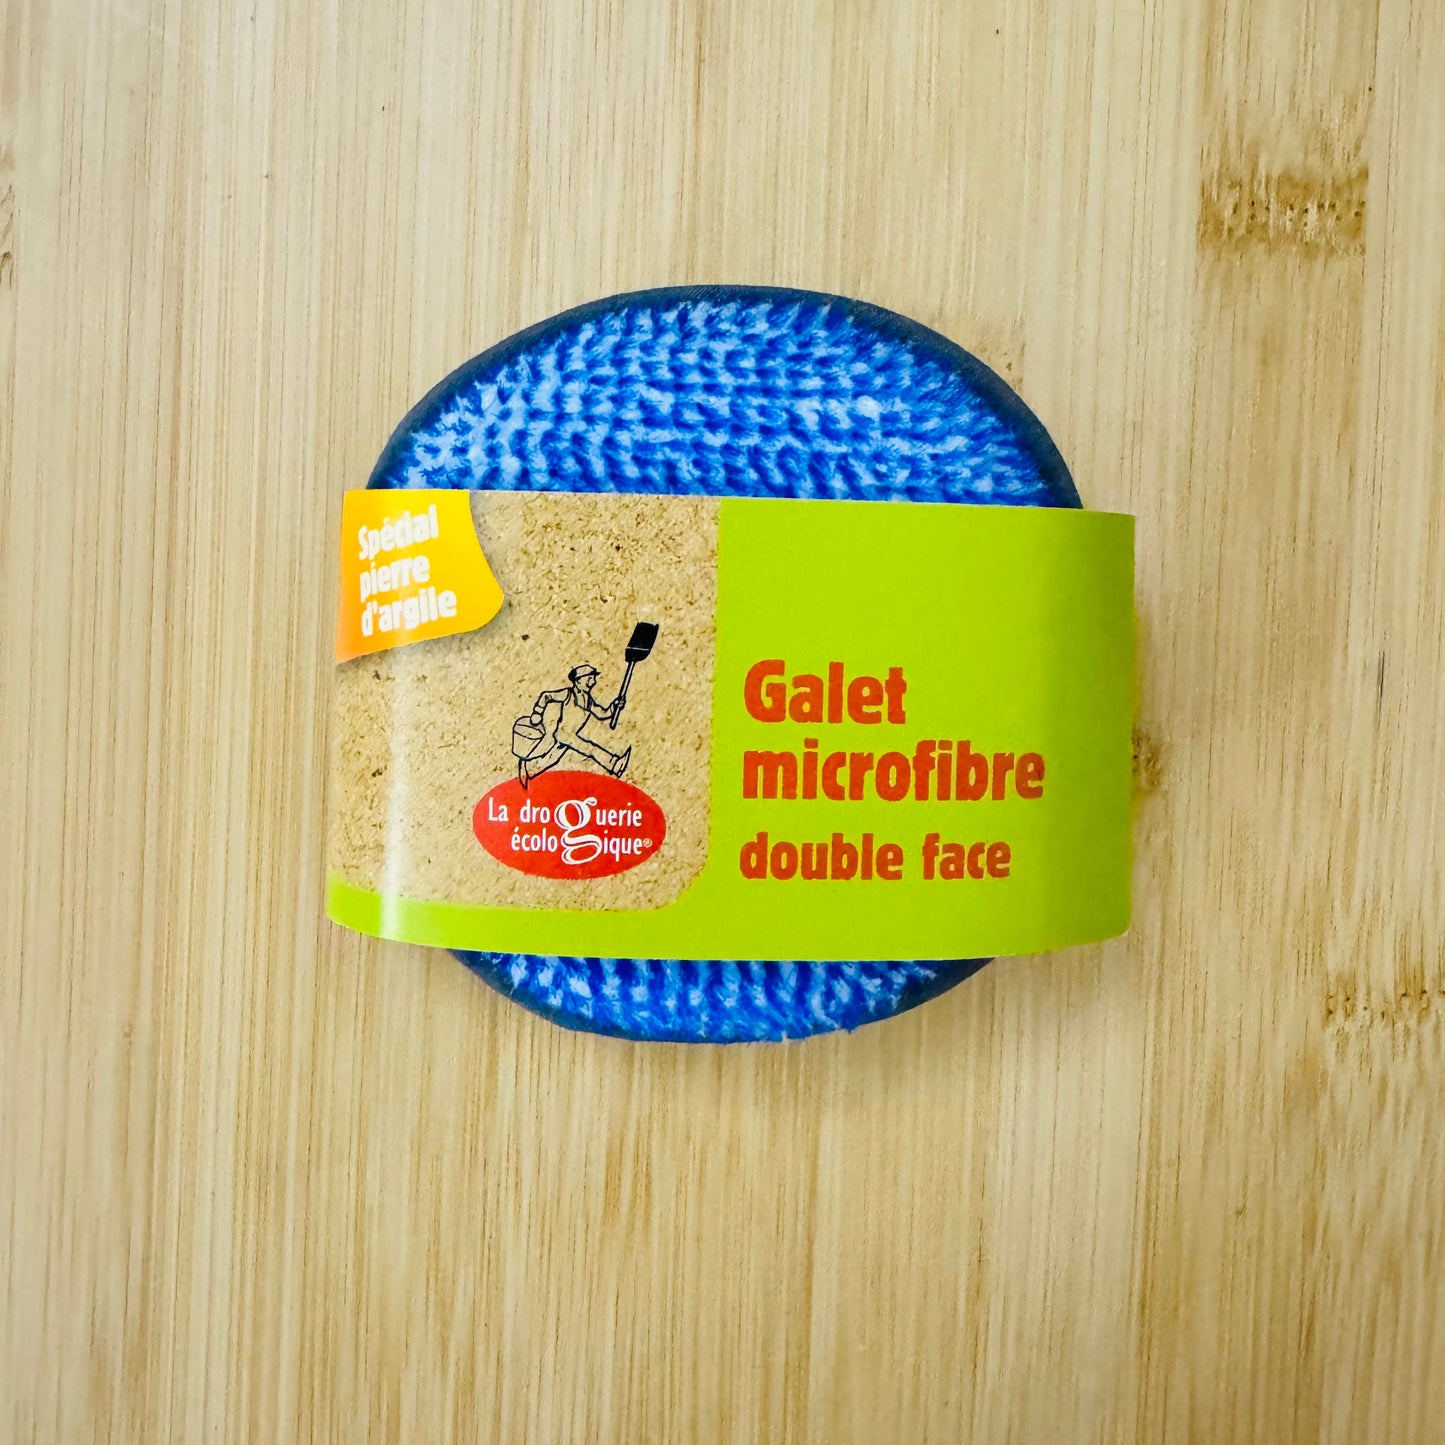 Spécial
pierre
d'argile
La droguerie
écologique®
Galet
microfibre
double face